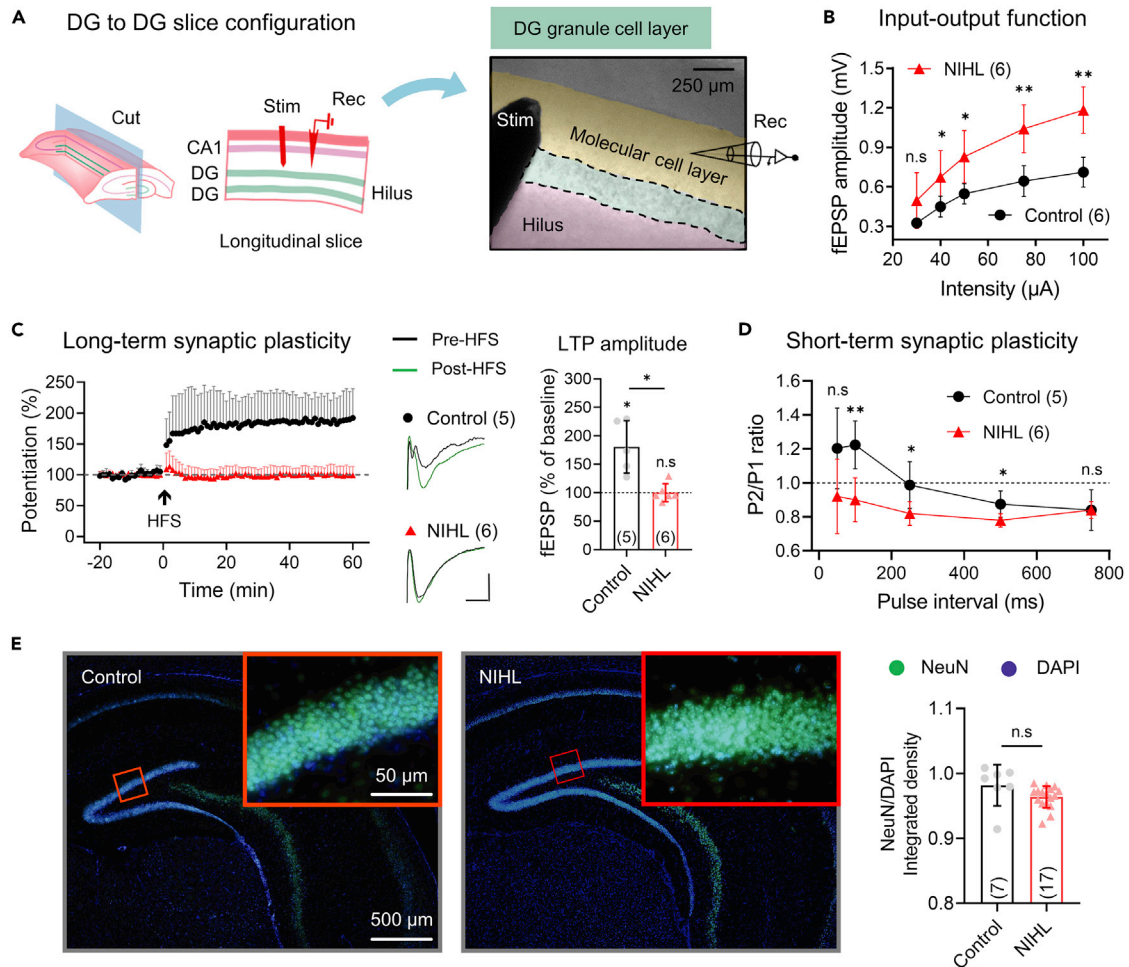 A
DG to DG slice configuration
Cut
Stim
Rec
CA1
DG
DG
Hilus
Longitudinal slice
DG granule cell layer
250 µm
Stim
Molecular cell layer
Rec
Hilus
B
Input-output function
fEPSP amplitude (mV)
1.5
1.2
0.9
0.6
0.3
NIHL (6)
n.s
*
*
**
**
Control (6)
20
40
60
80
100
Intensity (µA)
C
Long-term synaptic plasticity
Potentiation (%)
250
200
150
100
50
0
HFS
-20
0
20
40
60
Time (min)
Pre-HFS
Post-HFS
Control (5)
NIHL (6)
LTP amplitude
fEPSP (% of baseline)
300
250
200
150
100
50
0
*
*
n.s
(5)
(6)
Control
NIHL
D
Short-term synaptic plasticity
P2/P1 ratio
1.6
1.4
1.2
1.0
0.8
0.6
n.s
**
*
*
n.s
Control (5)
NIHL (6)
0
200
400
600
800
Pulse interval (ms)
E
Control
50 µm
500 µm
NIHL
NeuN
DAPI
NeuN/DAPI
Integrated density
1.1
1.0
0.9
0.8
n.s
(7)
(17)
Control
NIHL